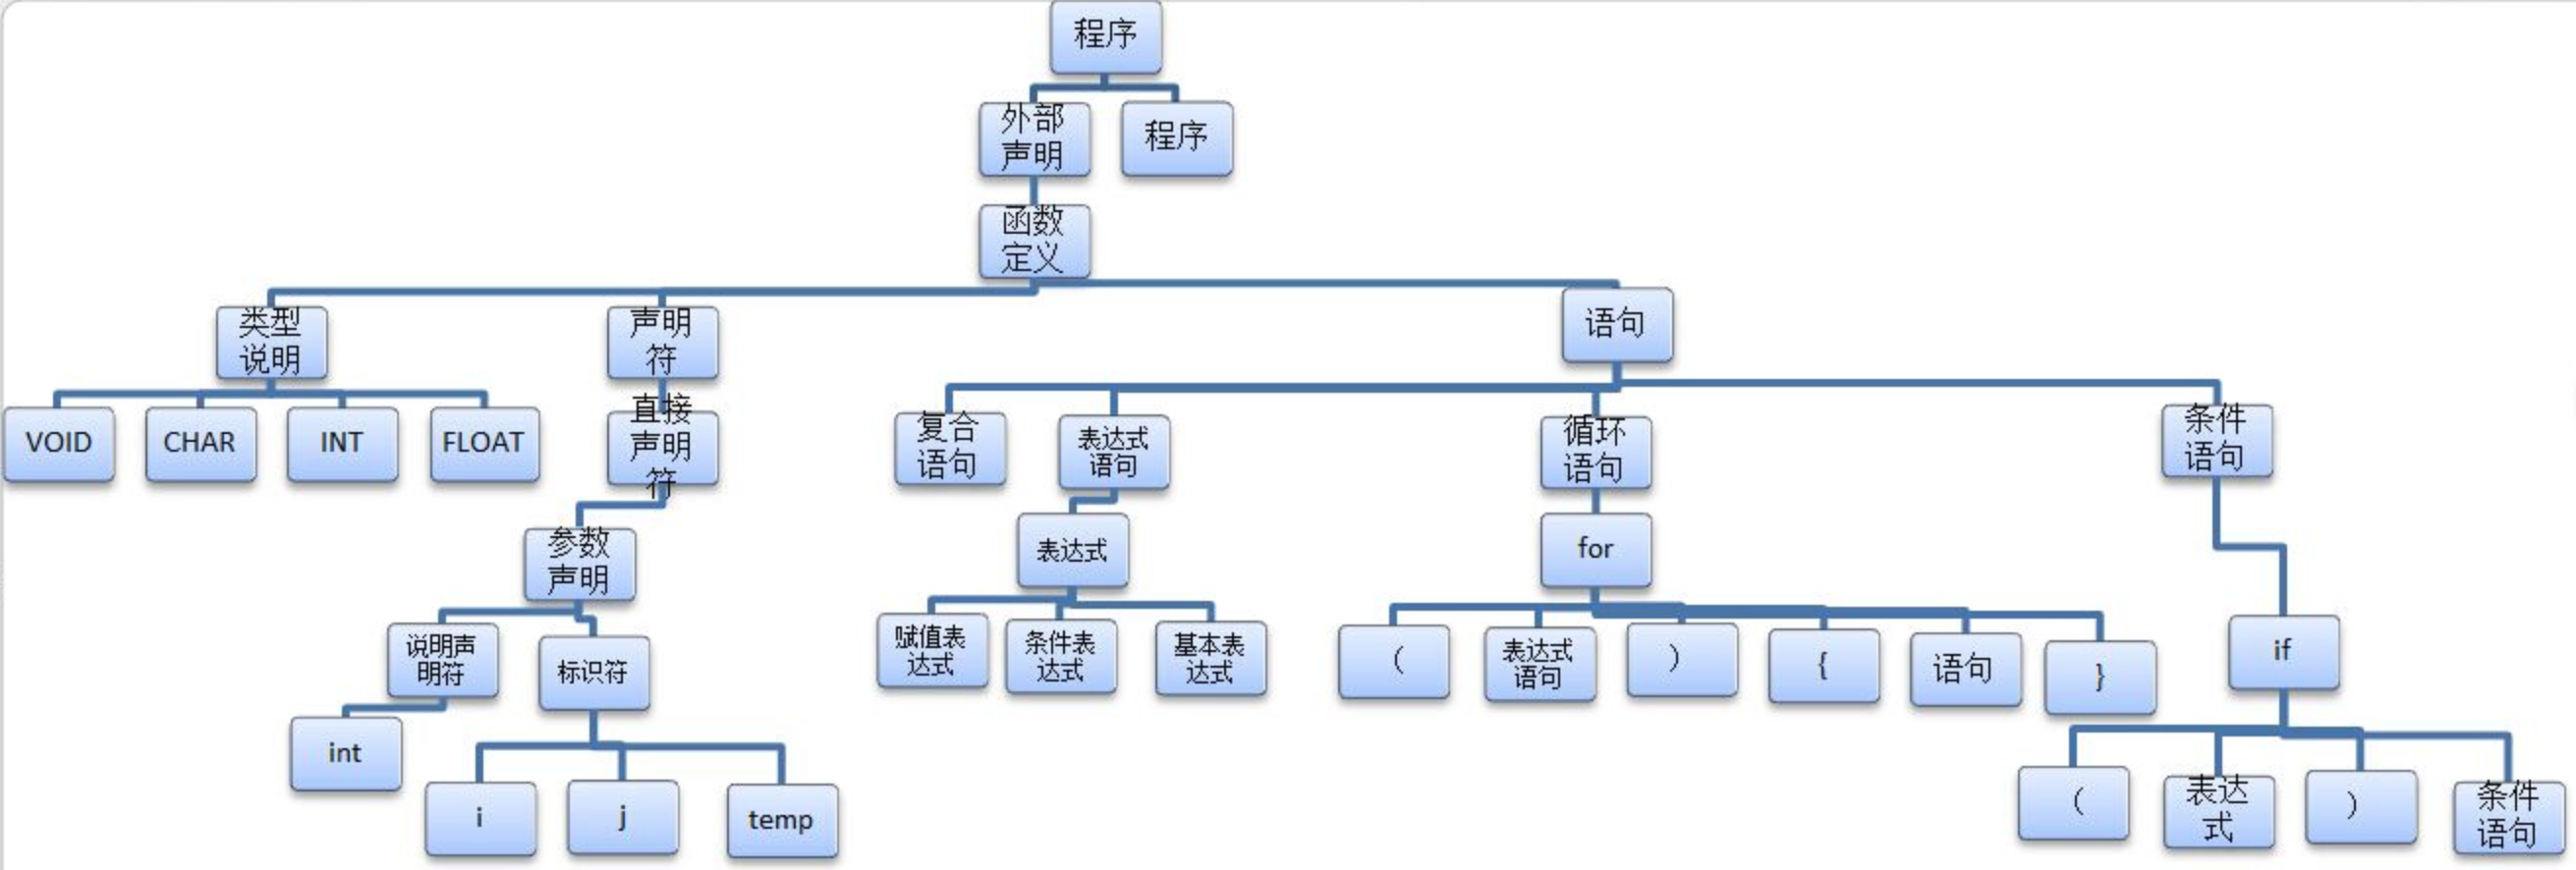 程序
外部
声明
程序
函数
定义
类型
说明
声明
符
语句
VOID
CHAR
INT
FLOAT
直接
声明
符
复合
语句
表达式
语句
循环
语句
条件
语句
参数
声明
表达式
for
说明声
明符
标识符
赋值表
达式
条件表
达式
基本表
达式
（
表达式
语句
）
{
语句
}
if
int
i
j
temp
（
表达
式
）
条件
语句